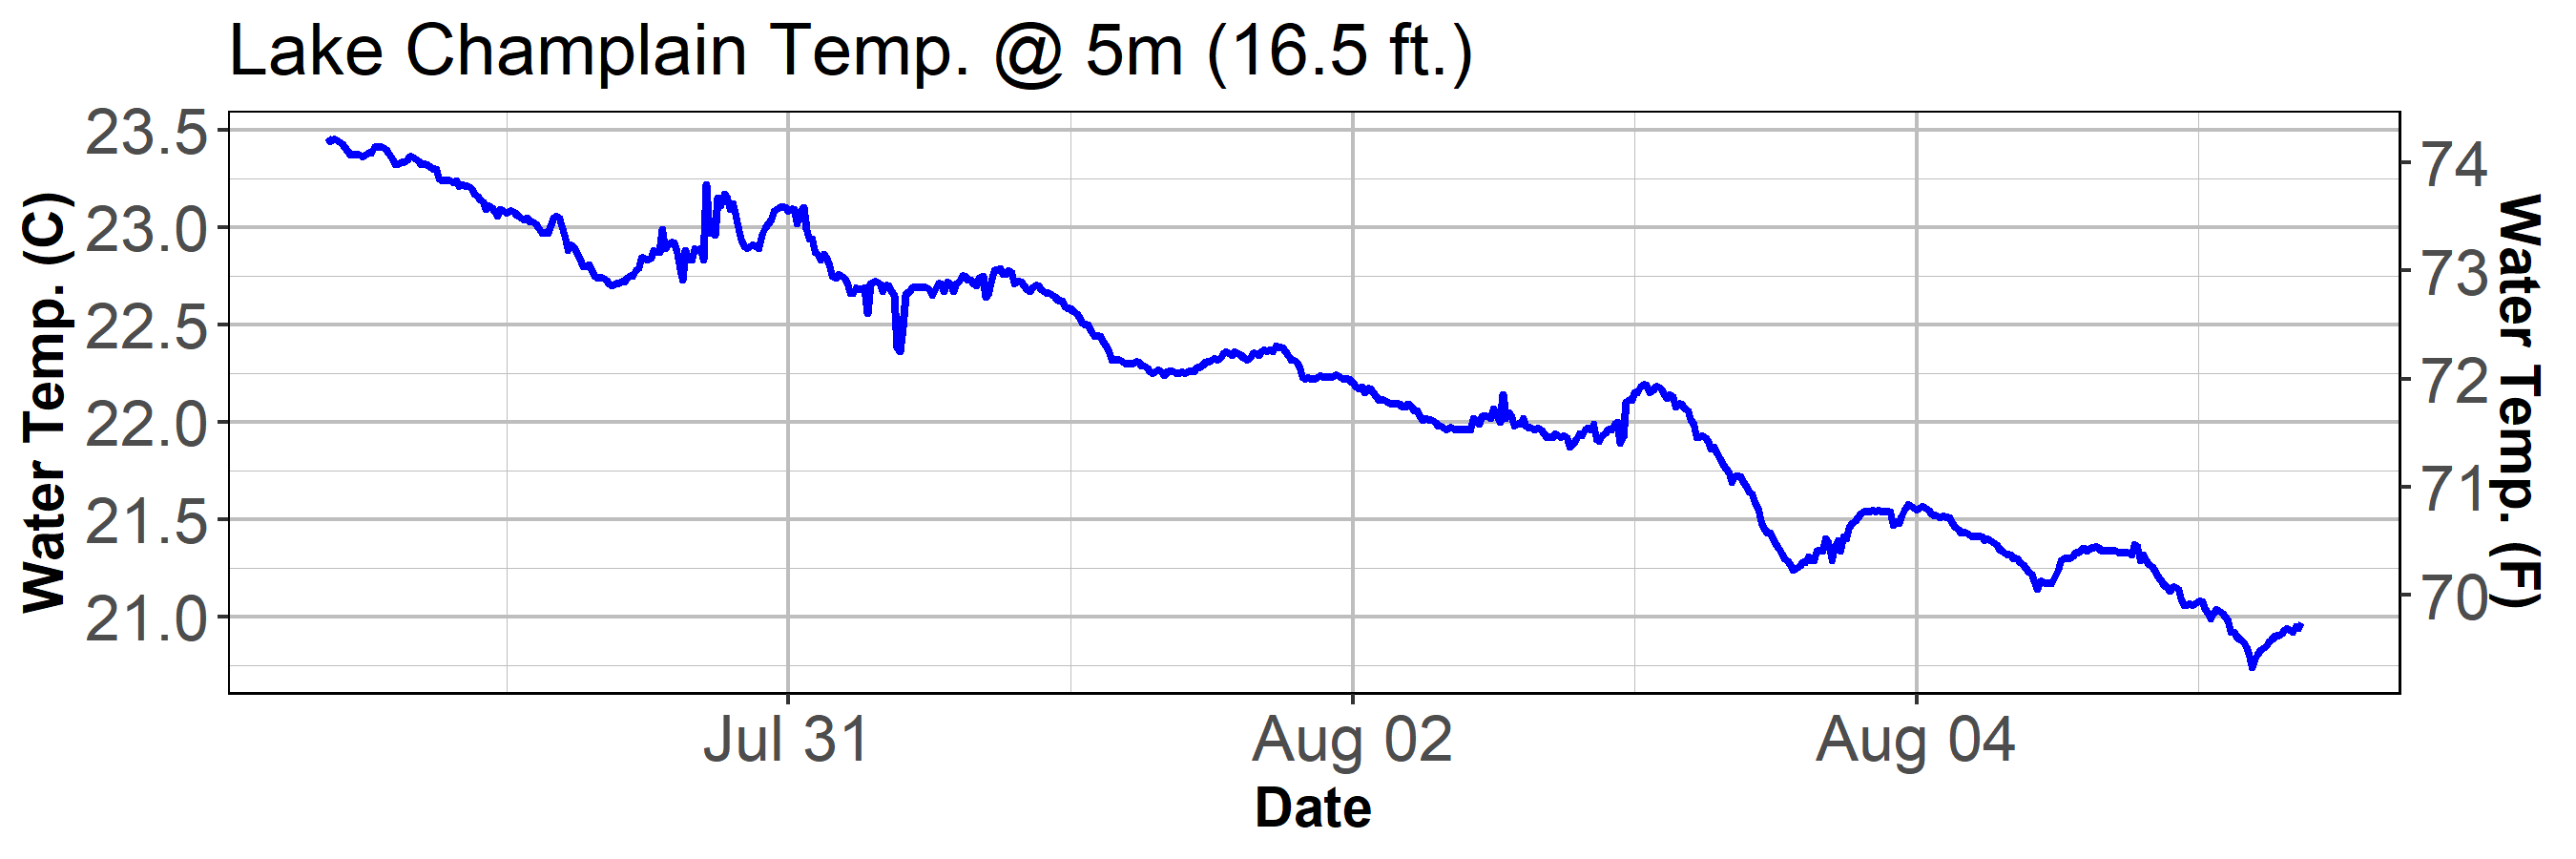 Lake Champlain Temp. @ 5m (16.5 ft.)
Water Temp. (C)
23.5
23.0
22.5
22.0
21.5
21.0
74
73
72
71
70
Water Temp. (F)
Jul 31
Aug 02
Aug 04
Date